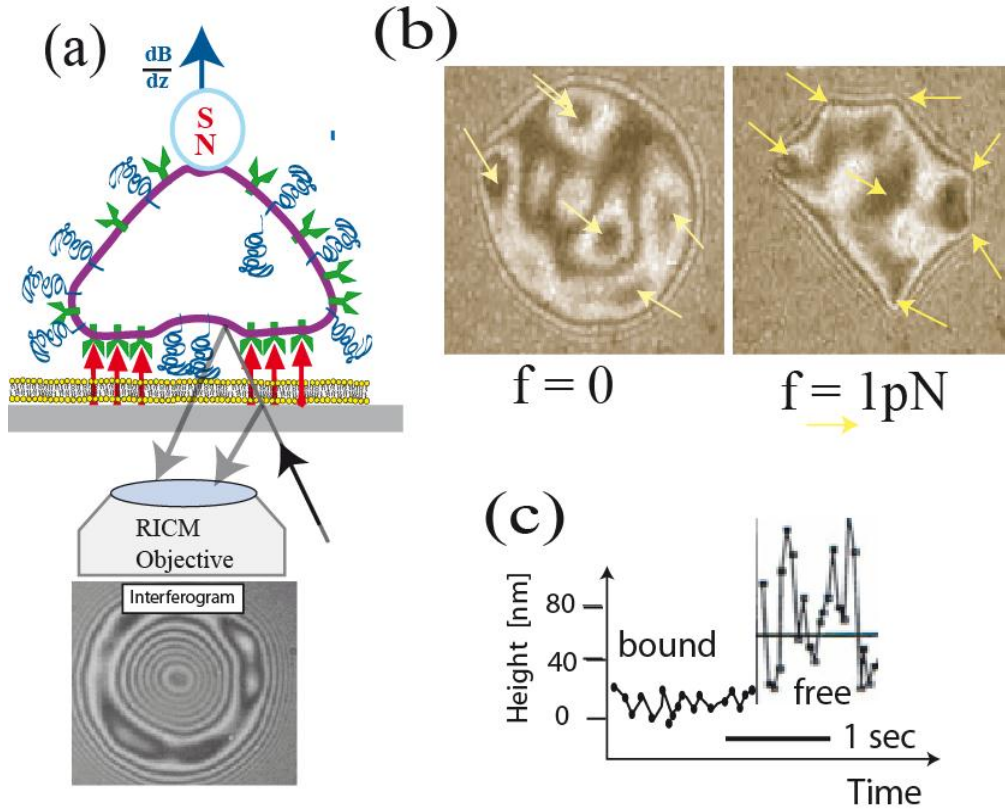 (a)
dB
dz
S
N
RICM
Objective
Interferogram
(b)
f = 0
f = 1pN
(c)
Height [nm]
80
40
0
bound
free
1 sec
Time